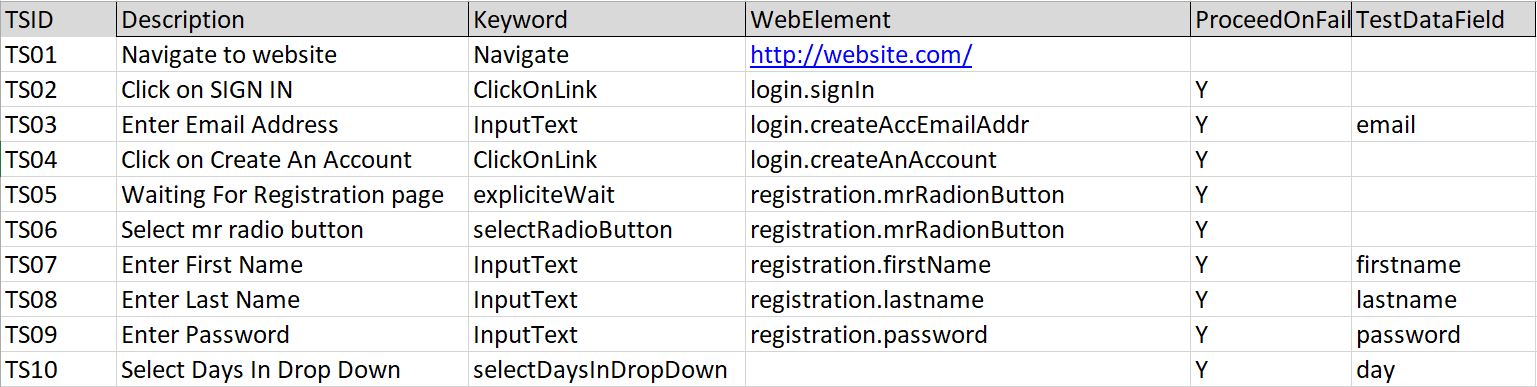 TSID Description Keyword WebElement ProceedOnFail TestDataField
TS01 Navigate to website Navigate http://website.com/
TS02 Click on SIGN IN ClickOnLink login.signIn Y
TS03 Enter Email Address InputText login.createAccEmailAddr Y email
TS04 Click on Create An Account ClickOnLink login.createAnAccount Y
TS05 Waiting For Registration page expliciteWait registration.mrRadionButton Y
TS06 Select mr radio button selectRadioButton registration.mrRadionButton Y
TS07 Enter First Name InputText registration.firstName Y firstname
TS08 Enter Last Name InputText registration.lastname Y lastname
TS09 Enter Password InputText registration.password Y password
TS10 Select Days In Drop Down selectDaysInDropDown Y day